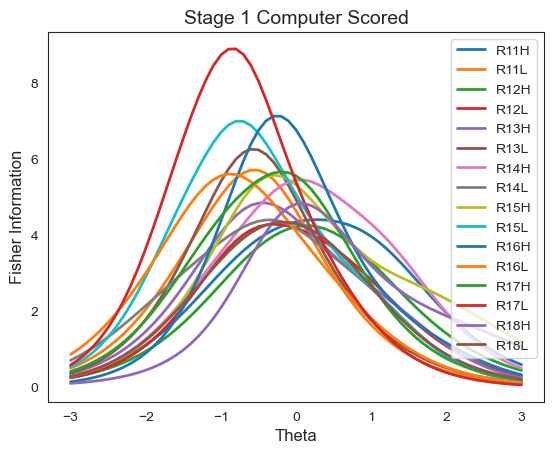 Stage 1 Computer Scored
Fisher Information
8
6
4
2
0
−3
−2
−1
0
1
2
3
Theta
R11H
R11L
R12H
R12L
R13H
R13L
R14H
R14L
R15H
R15L
R16H
R16L
R17H
R17L
R18H
R18L